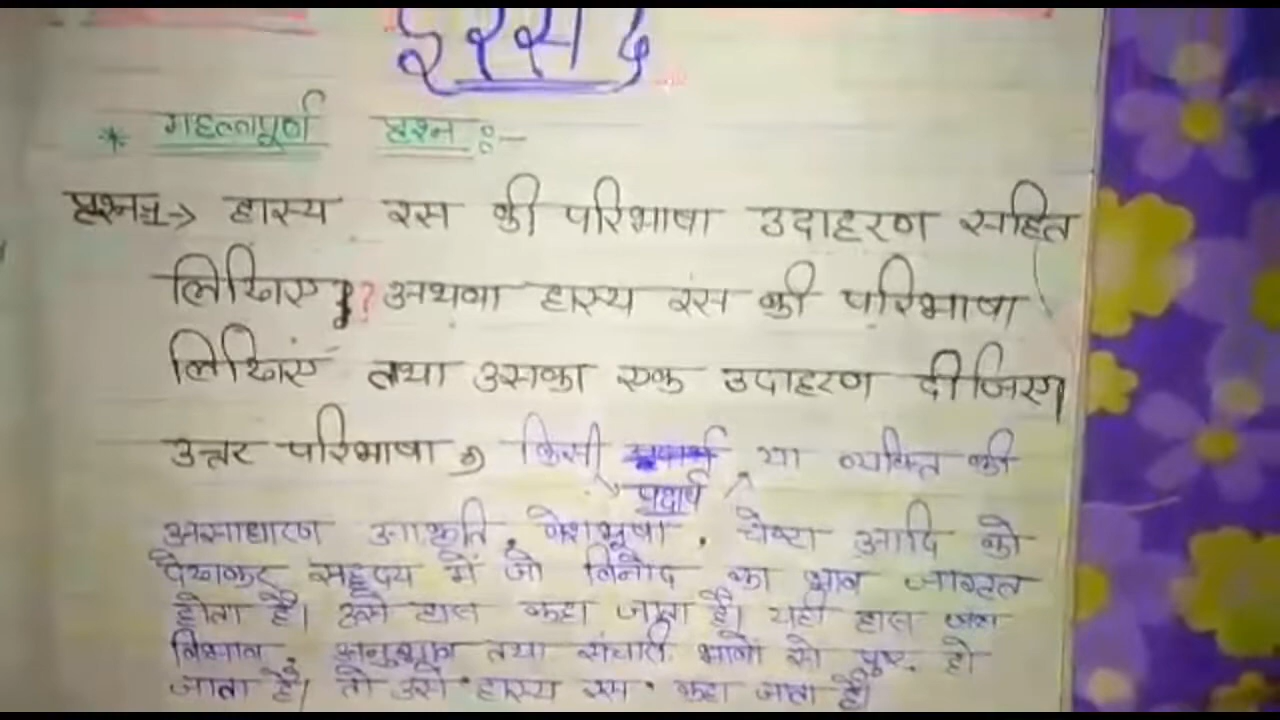 रस
* महत्वपूर्ण प्रश्न :-
प्रश्न1→ हास्य रस की परिभाषा उदाहरण सहित
लिखिए ? अथवा हास्य रस की परिभाषा
लिखिएं तथा उसका एक उदाहरण दीजिए।
उत्तर परिभाषा किसी या व्यक्ति की
पदार्थ
असाधारण आकृति, वेशभूषा, चेष्टा आदि को
देखकर सहृदय में जो विनोद का भाव जाग्रत
होता है। उसे हास कहा जाता है। यही हास जब
विभाव, अनुभाव तथा संचारी भावों से पुष्ट हो
जाता है। तो उसे हास्य रस कहा जाता है।